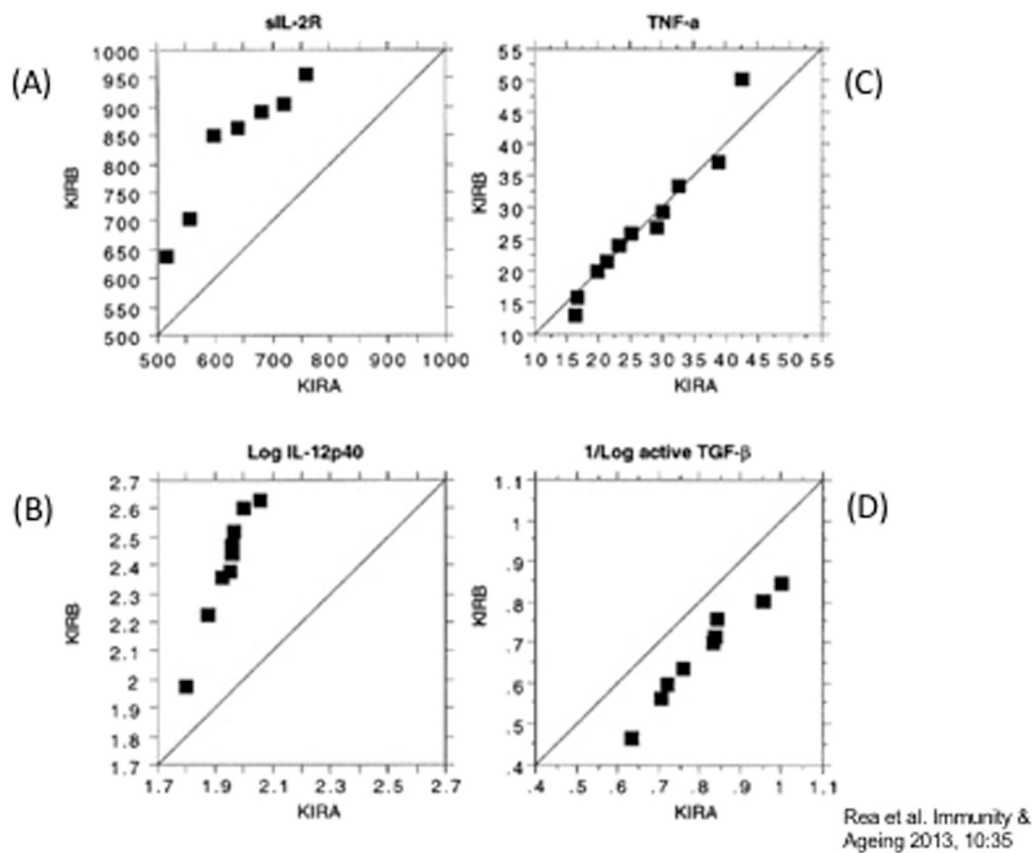 sIL-2R
(A)
1000
950
900
850
800
750
700
650
600
550
500
KIRB
500 600 700 800 900 1000
KIRA
TNF-a
(C)
55
50
45
40
35
30
25
20
15
10
KIRB
10 15 20 25 30 35 40 45 50 55
KIRA
Log IL-12p40
(B)
2.7
2.6
2.5
2.4
2.3
2.2
2.1
2
1.9
1.8
1.7
KIRB
1.7 1.9 2.1 2.3 2.5 2.7
KIRA
1/Log active TGF-β
(D)
1.1
1
.9
.8
.7
.6
.5
.4
KIRB
.4 .5 .6 .7 .8 .9 1 1.1
KIRA
Rea et al. Immunity &
Ageing 2013, 10:35